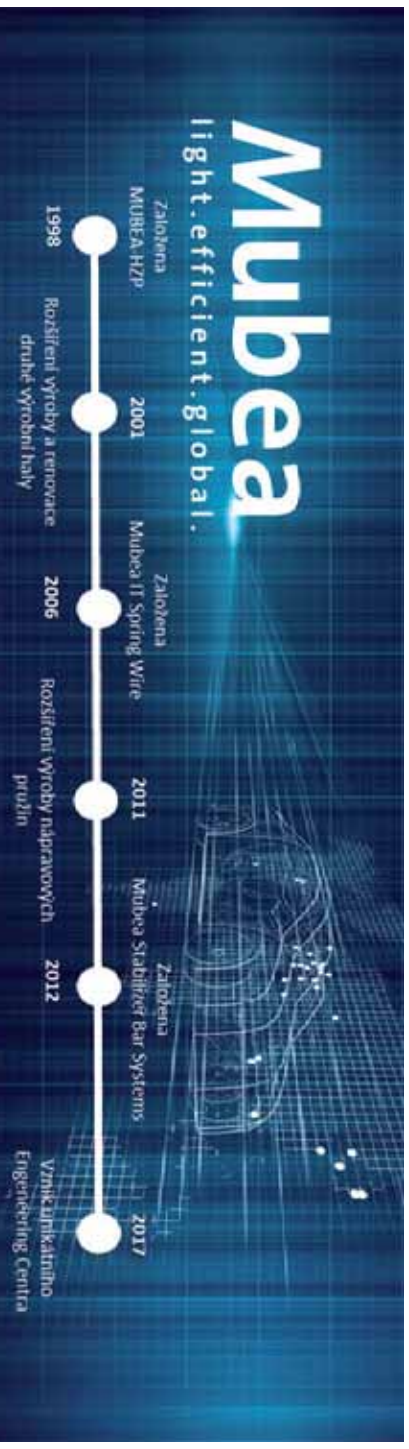 Mubea
light.efficient.global.
Založena
MUBEA-HZP
1998
2001
Rozšíření výroby a renovace
druhé výrobní haly
Založena
Mubea IT Spring Wire
2006
2011
Rozšíření výroby nápravových
pružin
Založena
Mubea Stabilizer Bar Systems
2012
2017
Vznik unikátního
Engeneering Centra